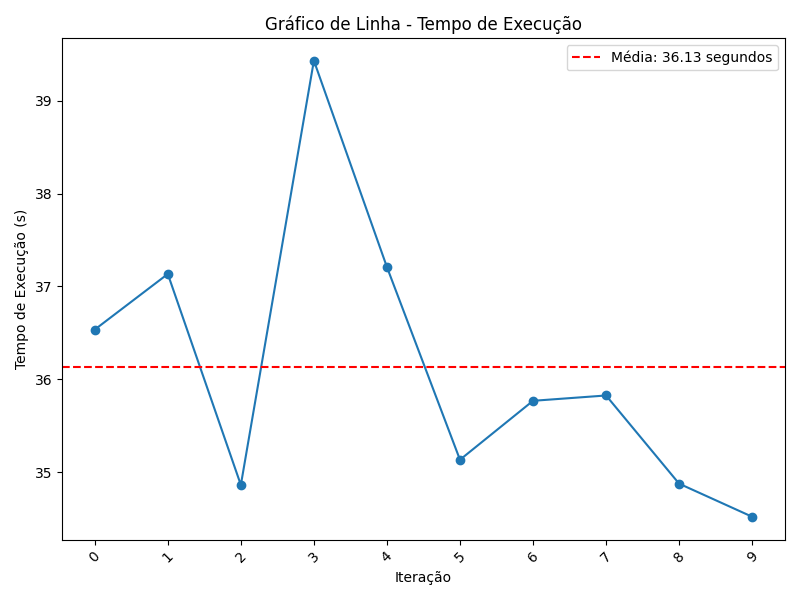 Gráfico de Linha - Tempo de Execução
Média: 36.13 segundos
Tempo de Execução (s)
39
38
37
36
35
0 1 2 3 4 5 6 7 8 9
Iteração